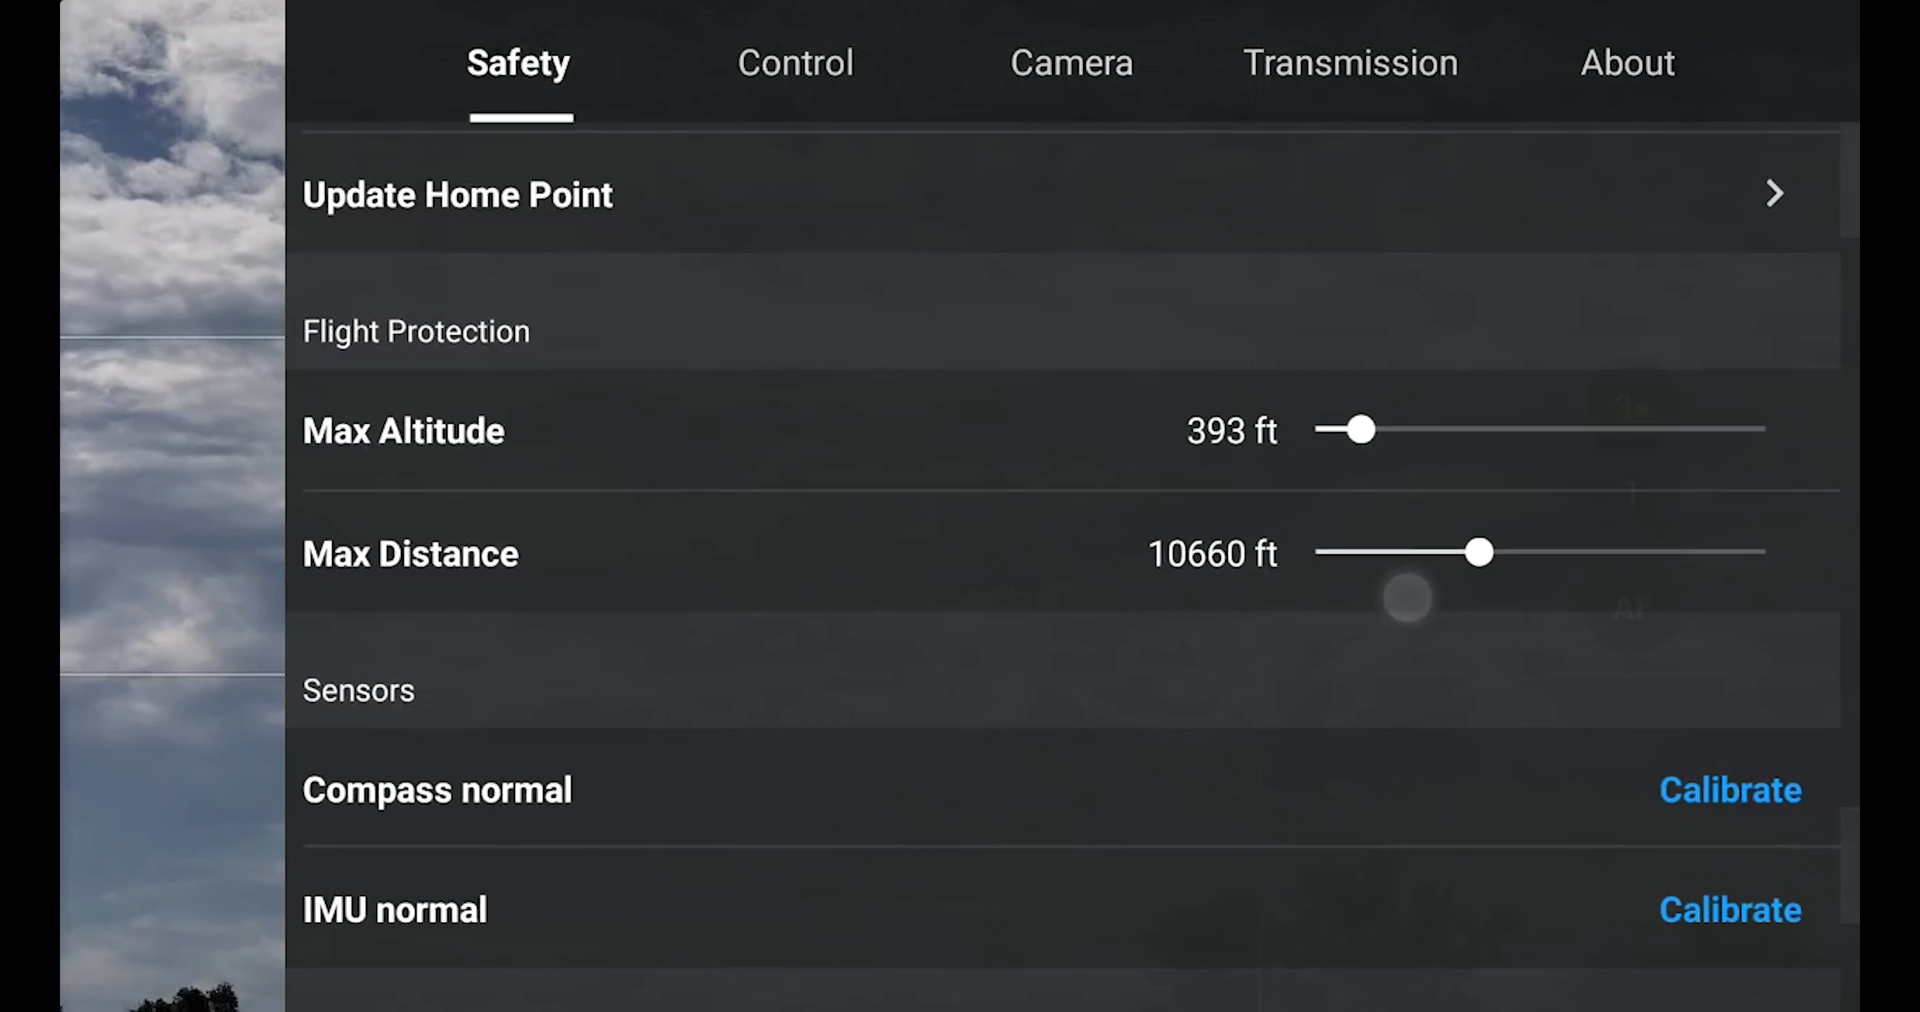 Safety Control Camera Transmission About
Update Home Point
Flight Protection
Max Altitude 393 ft
Max Distance 10660 ft
AF
Sensors
Compass normal Calibrate
IMU normal Calibrate